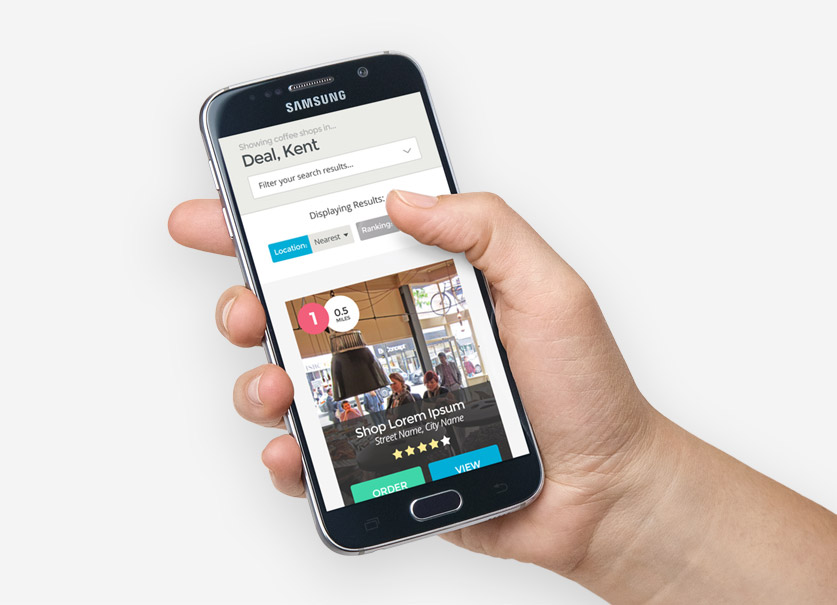 SAMSUNG
Showing coffee shops in...
Deal, Kent
Filter your search results...
Displaying Results:
Location: Nearest Ranking:
1 0.5
MILES
Shop Lorem Ipsum
Street Name, City Name
ORDER VIEW